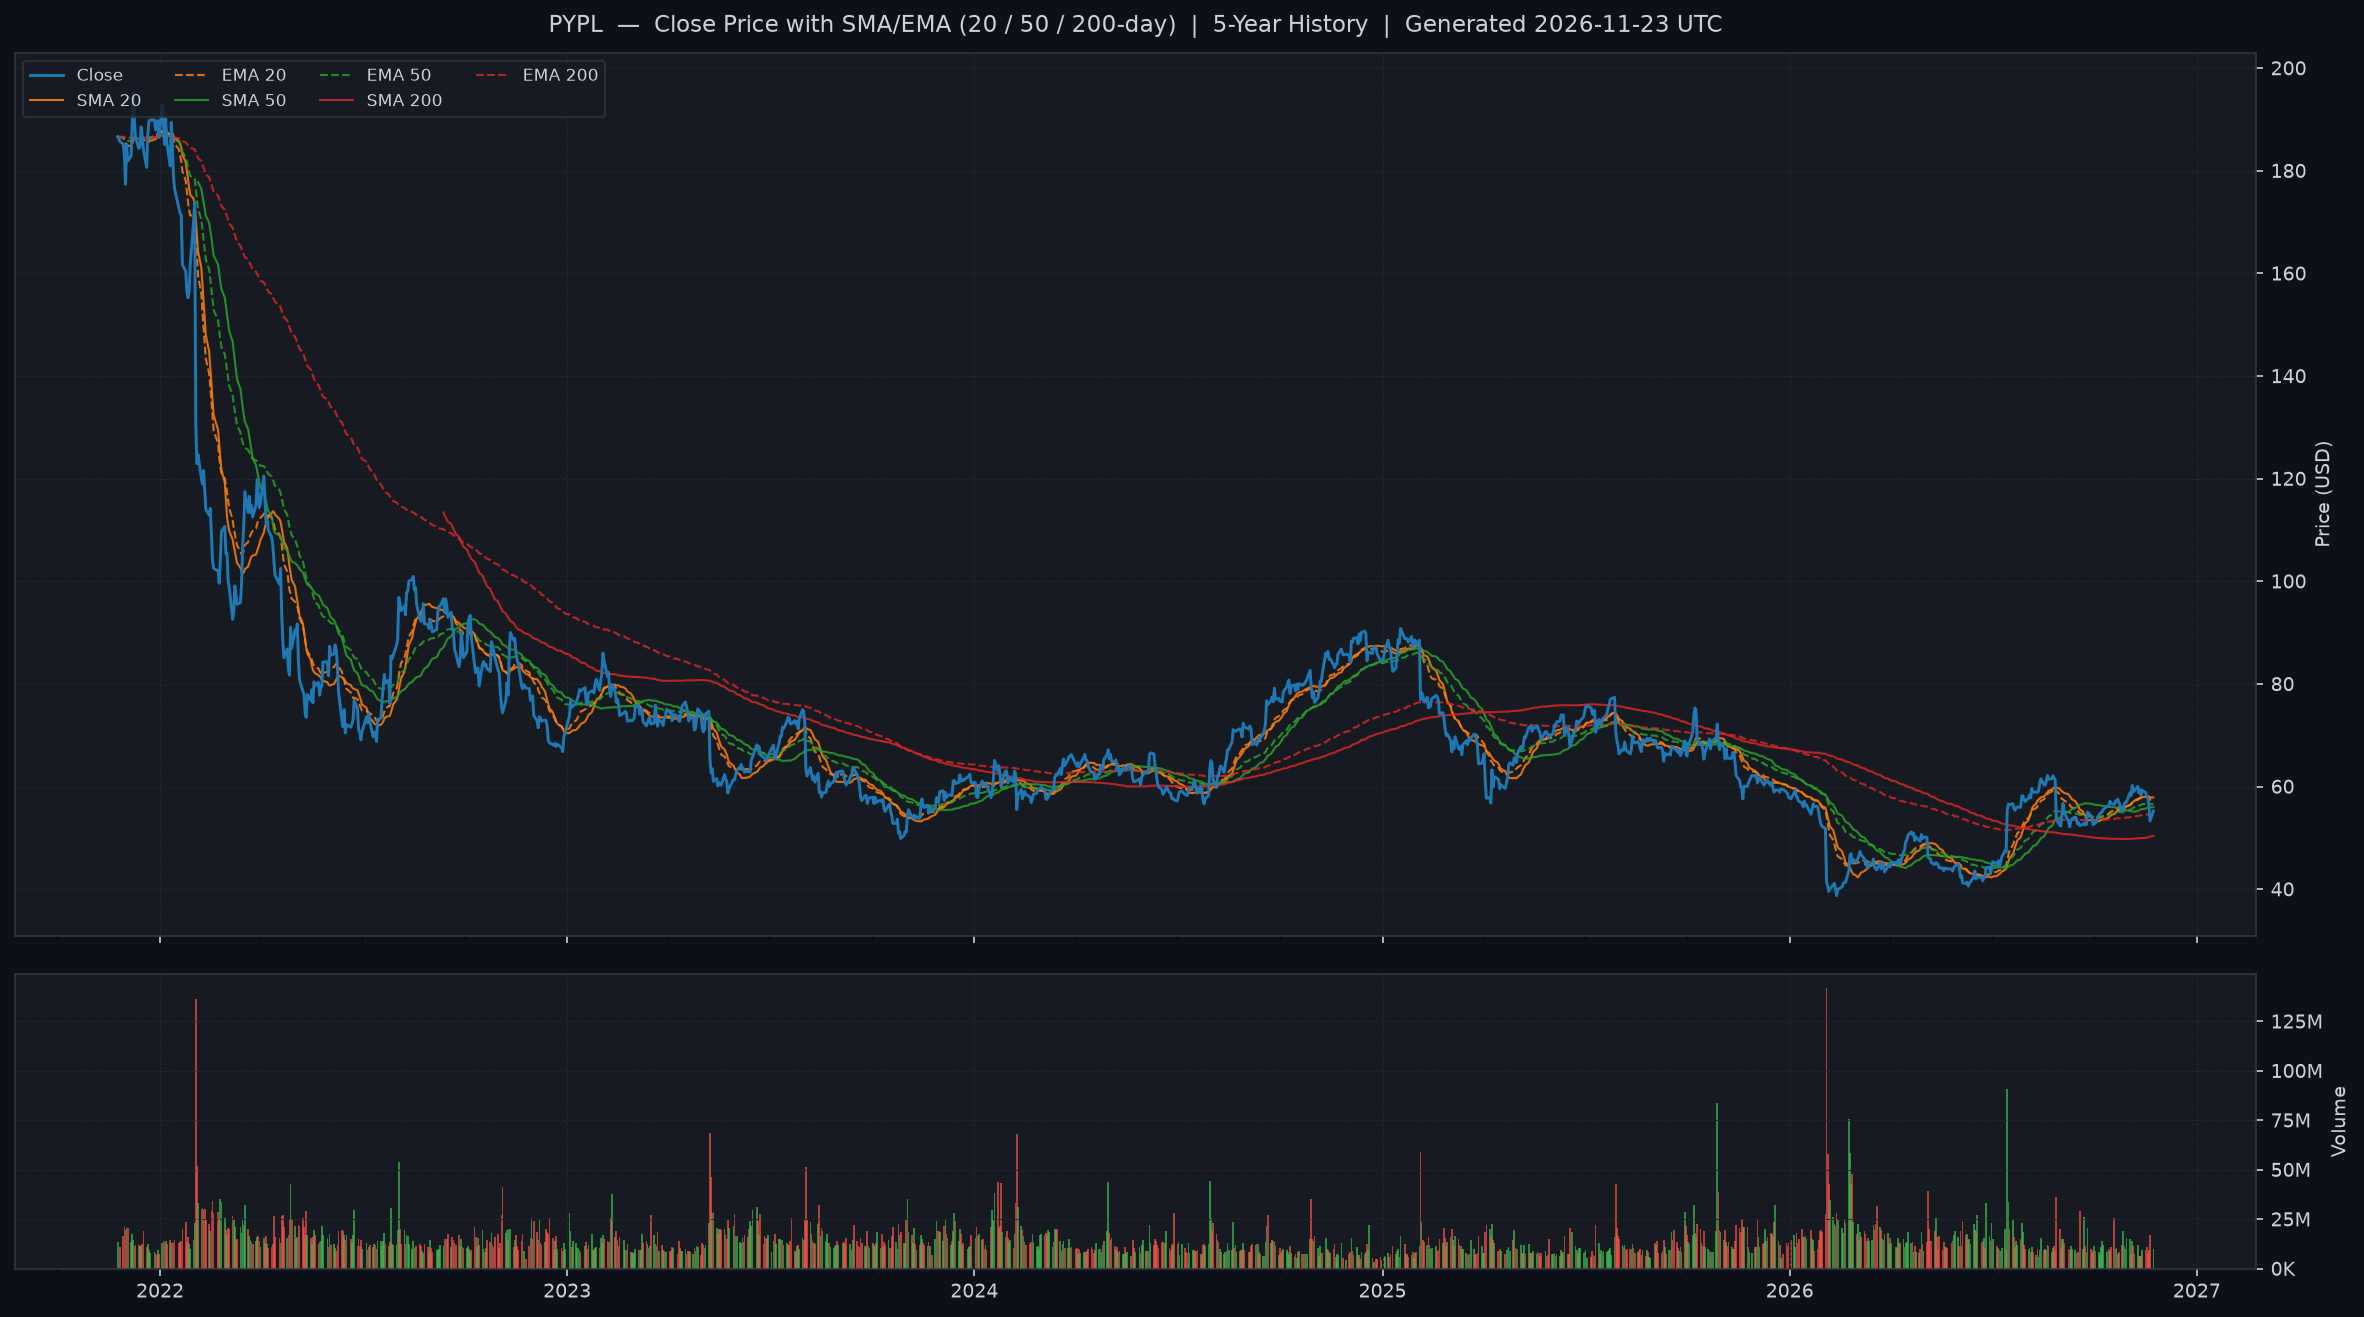 PYPL — Close Price with SMA/EMA (20 / 50 / 200-day) | 5-Year History | Generated 2026-11-23 UTC
Close EMA 20 EMA 50 EMA 200
SMA 20 SMA 50 SMA 200
200
180
160
140
120
100
80
60
40
Price (USD)
125M
100M
75M
50M
25M
0K
Volume
2022 2023 2024 2025 2026 2027